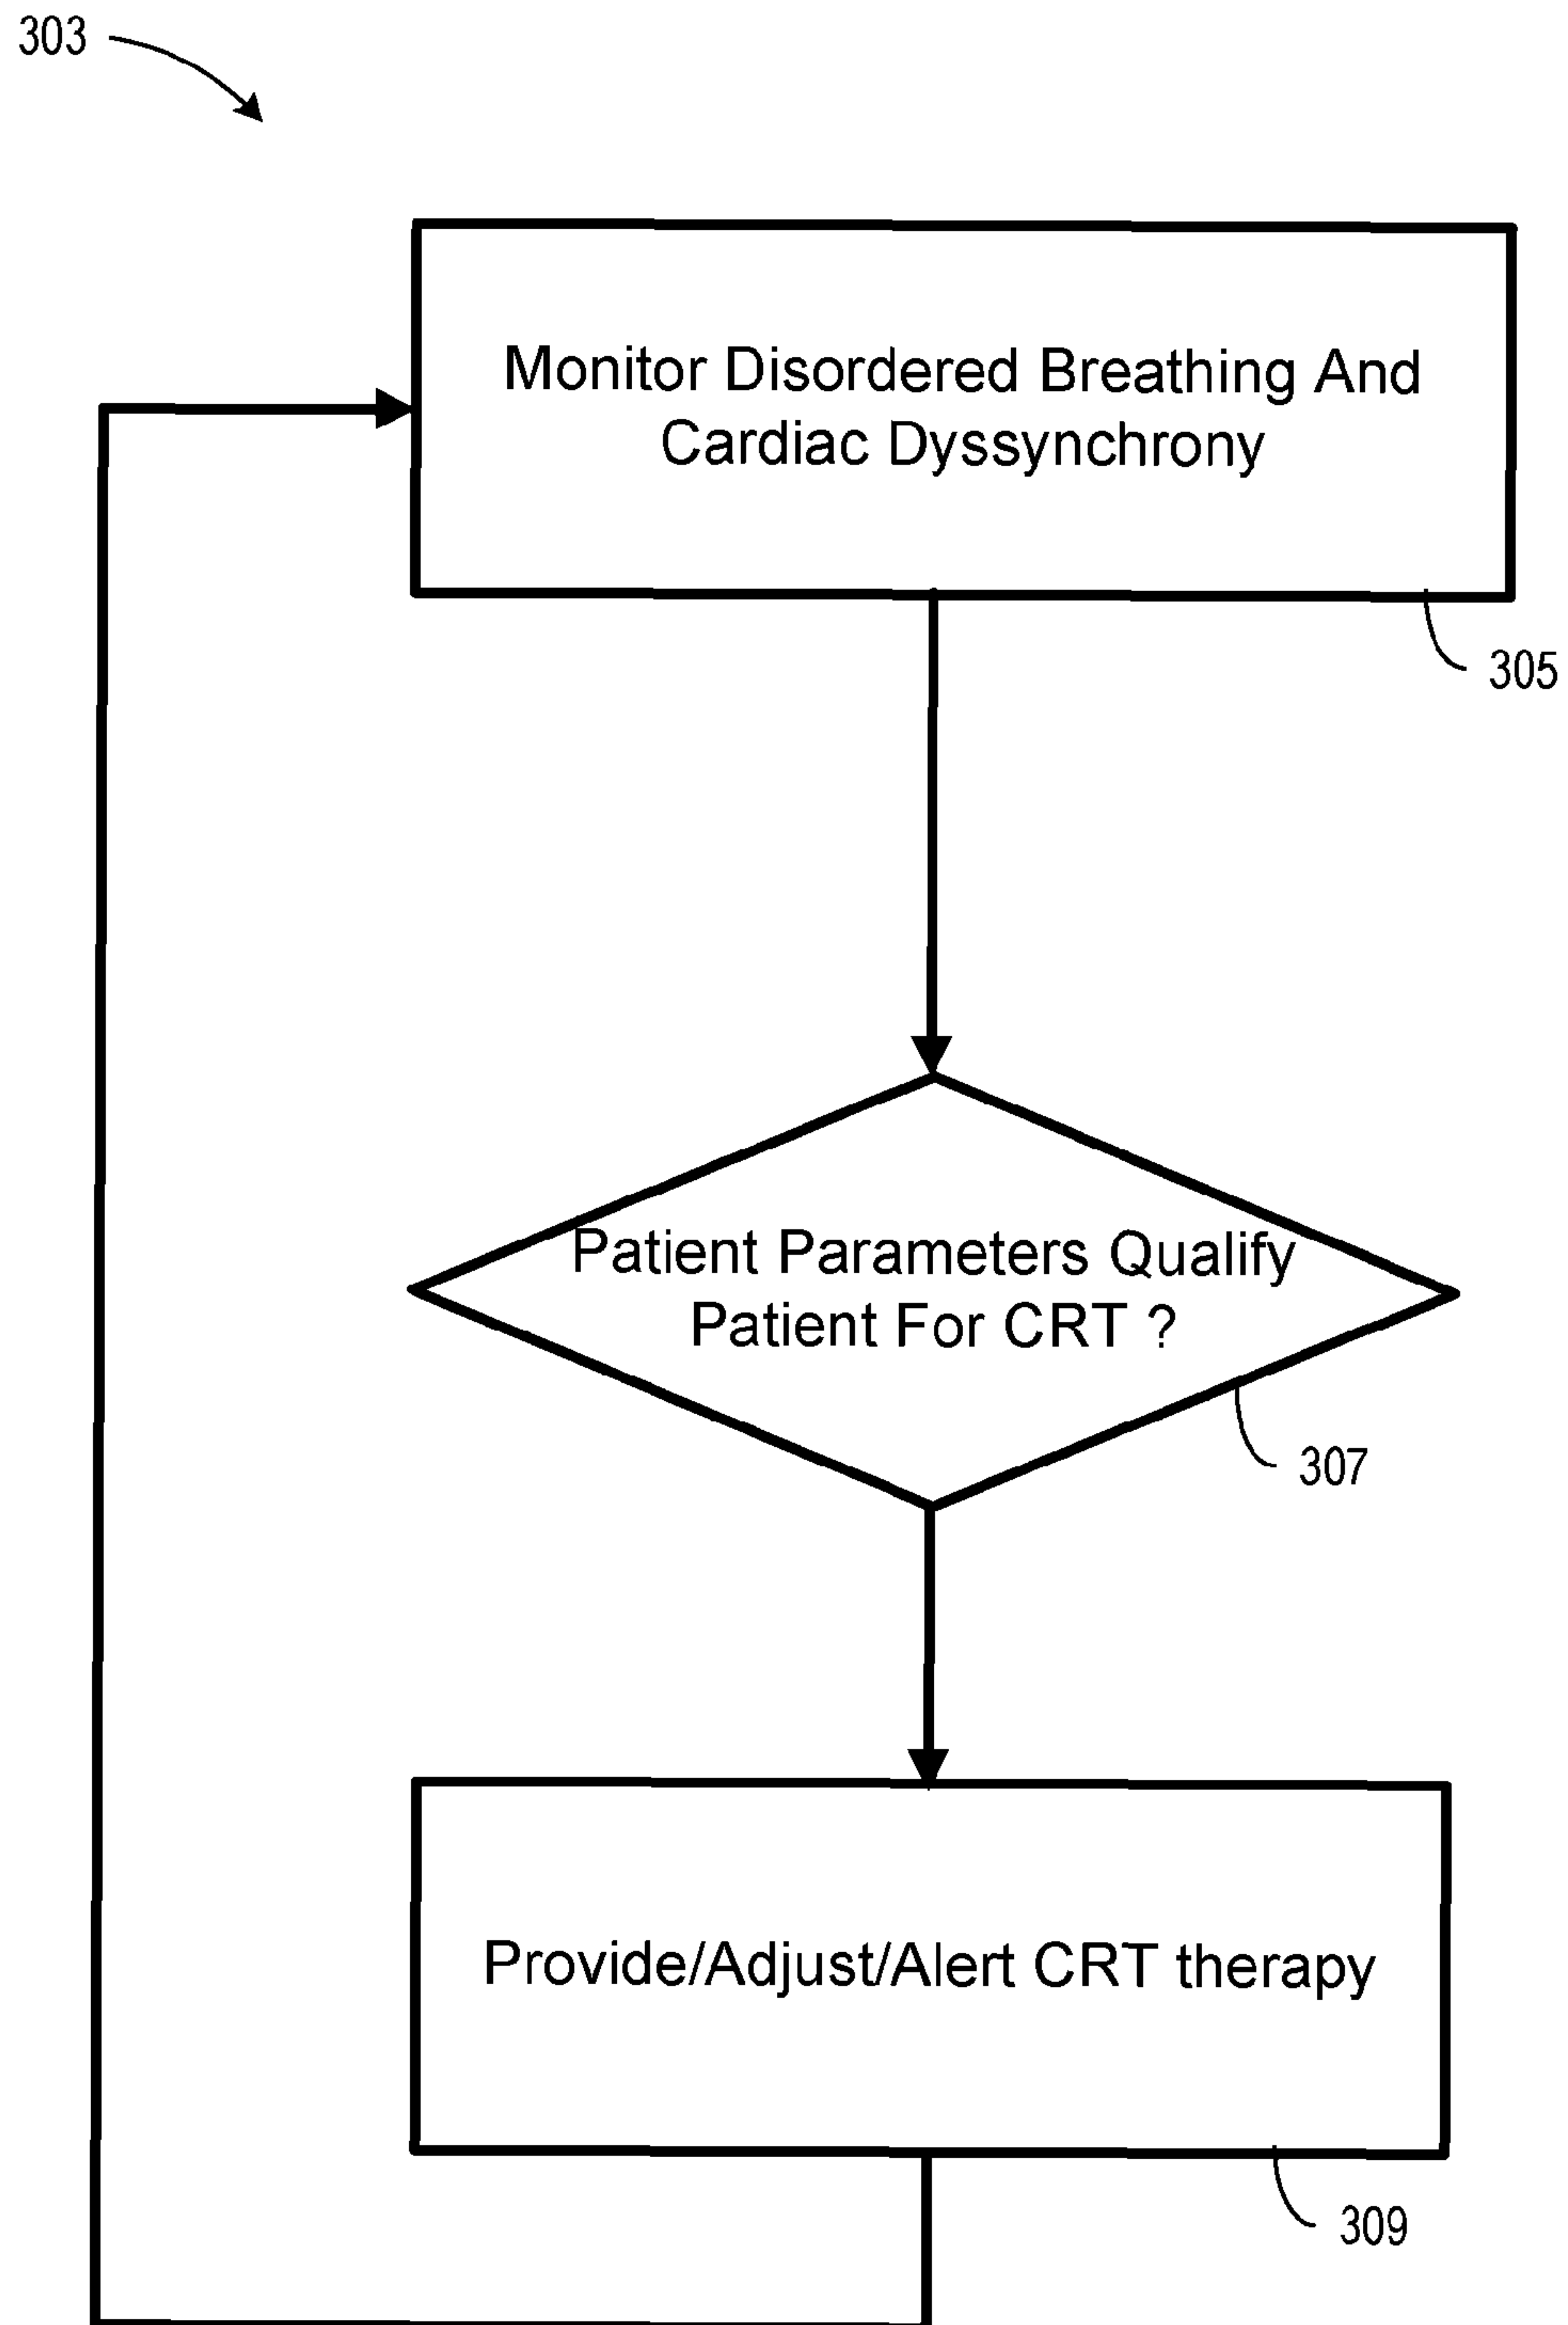 303
Monitor Disordered Breathing And
Cardiac Dyssynchrony
305
Patient Parameters Qualify
Patient For CRT ?
307
Provide/Adjust/Alert CRT therapy
309